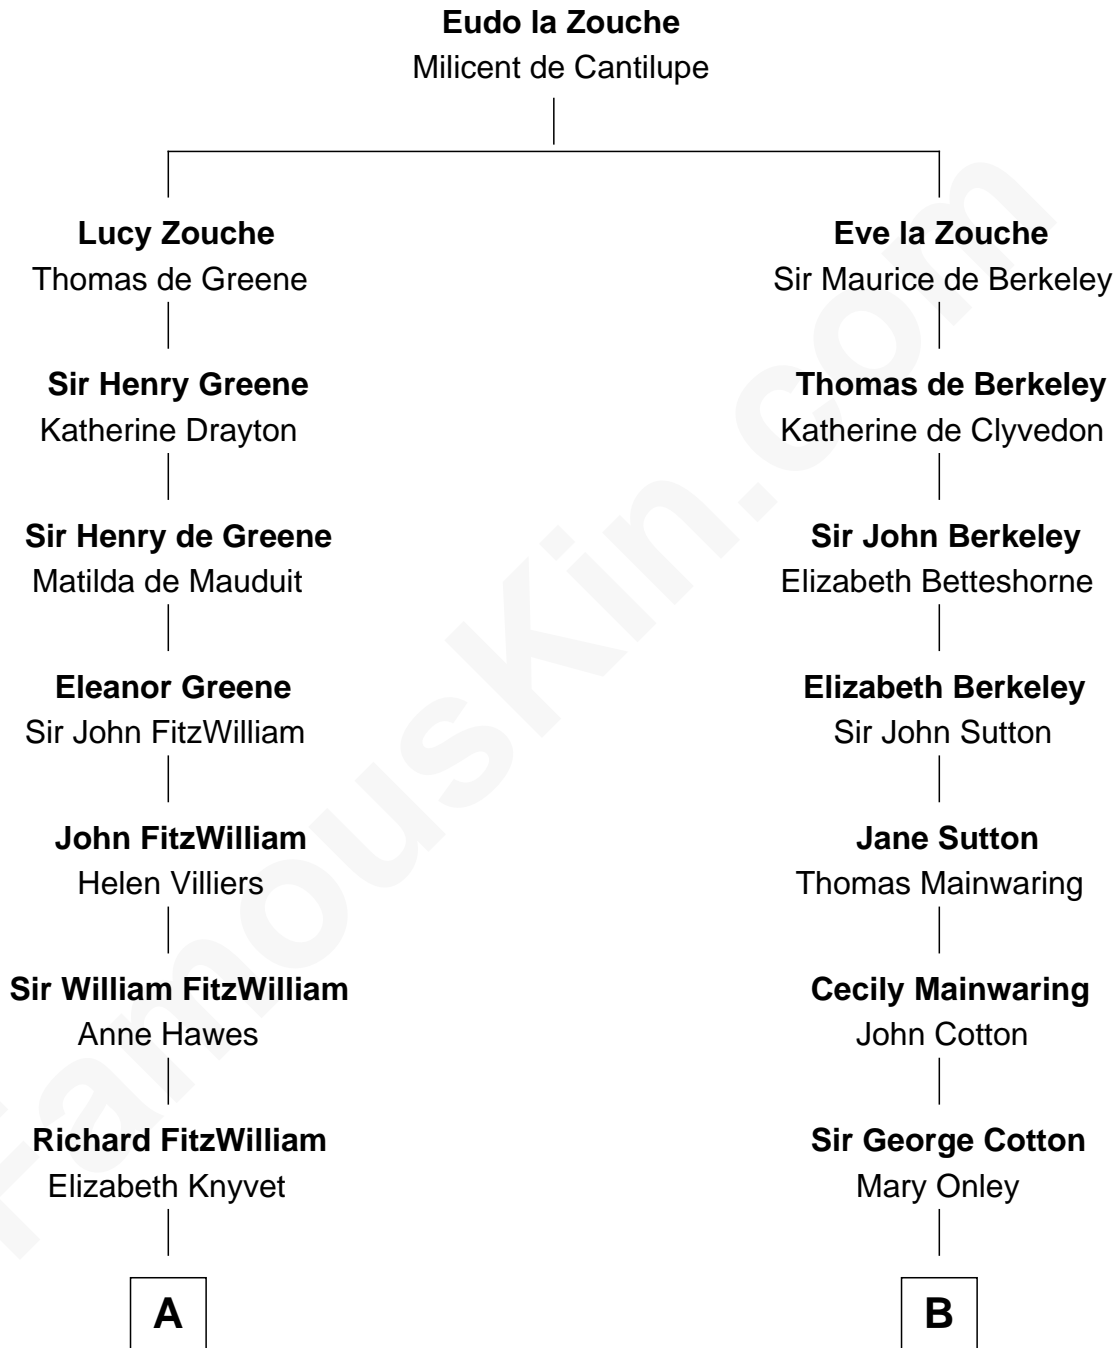 Eudo la Zouche
Milicent de Cantilupe
Lucy Zouche
Thomas de Greene
Eve la Zouche
Sir Maurice de Berkeley
Sir Henry Greene
Katherine Drayton
Thomas de Berkeley
Katherine de Clyvedon
Sir Henry de Greene
Matilda de Mauduit
Sir John Berkeley
Elizabeth Betteshorne
Eleanor Greene
Sir John FitzWilliam
Elizabeth Berkeley
Sir John Sutton
John FitzWilliam
Helen Villiers
Jane Sutton
Thomas Mainwaring
Sir William FitzWilliam
Anne Hawes
Cecily Mainwaring
John Cotton
Richard FitzWilliam
Elizabeth Knyvet
Sir George Cotton
Mary Onley
A
B
FamousKin.com